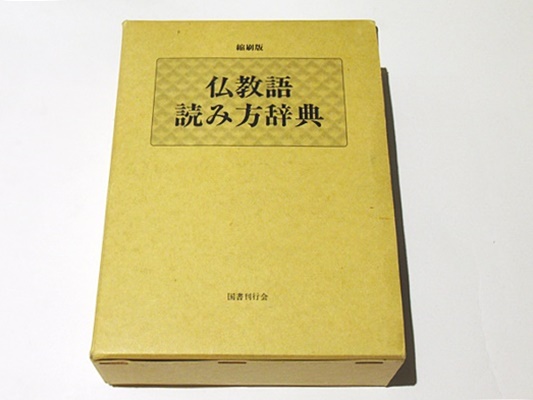 縮刷版
仏教語
読み方辞典
国書刊行会